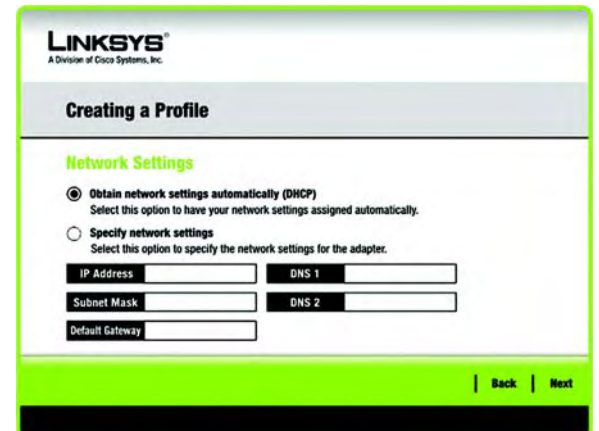 LINKSYS®
A Division of Cisco Systems, Inc.
Creating a Profile
Network Settings
Obtain network settings automatically (DHCP)
Select this option to have your network settings assigned automatically.
Specify network settings
Select this option to specify the network settings for the adapter.
IP Address DNS 1
Subnet Mask DNS 2
Default Gateway
Back Next